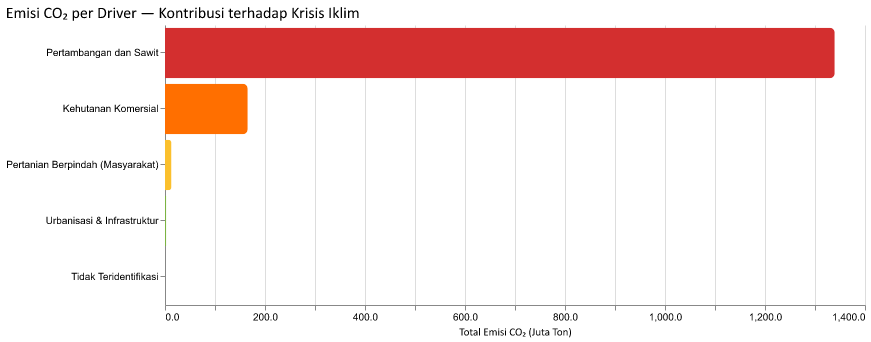 Emisi CO₂ per Driver — Kontribusi terhadap Krisis Iklim
Pertambangan dan Sawit
Kehutanan Komersial
Pertanian Berpindah (Masyarakat)
Urbanisasi & Infrastruktur
Tidak Teridentifikasi
0.0 200.0 400.0 600.0 800.0 1,000.0 1,200.0 1,400.0
Total Emisi CO₂ (Juta Ton)